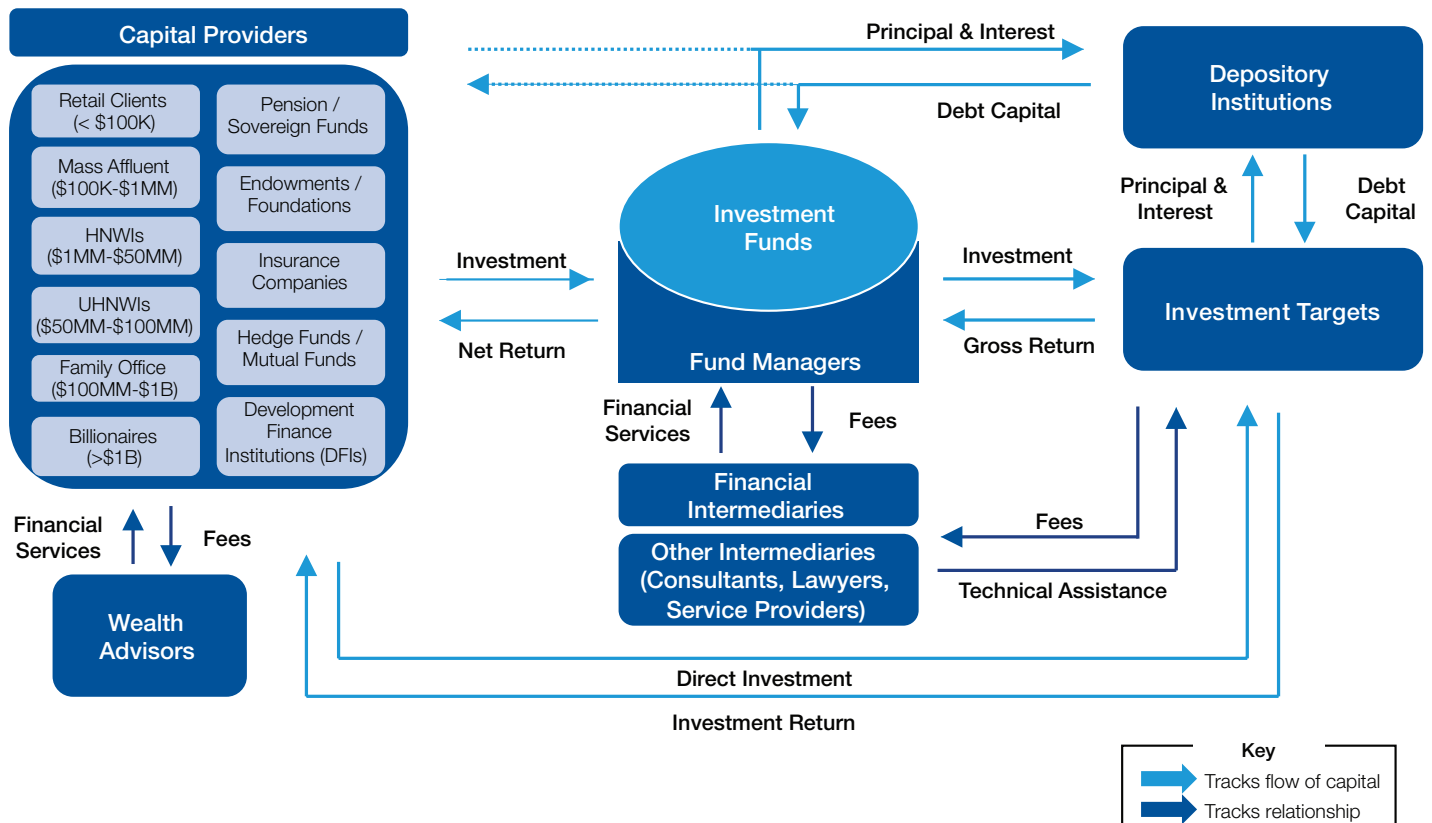 Capital Providers
Retail Clients
(< $100K)
Mass Affluent
($100K-$1MM)
HNWIs
($1MM-$50MM)
UHNWIs
($50MM-$100MM)
Family Office
($100MM-$1B)
Billionaires
(>$1B)
Pension /
Sovereign Funds
Endowments /
Foundations
Insurance
Companies
Hedge Funds /
Mutual Funds
Development
Finance
Institutions (DFIs)
Financial
Services
Fees
Wealth
Advisors
Principal & Interest
Debt Capital
Investment
Net Return
Investment
Funds
Fund Managers
Financial
Services
Fees
Financial
Intermediaries
Other Intermediaries
(Consultants, Lawyers,
Service Providers)
Investment
Gross Return
Depository
Institutions
Principal &
Interest
Debt
Capital
Investment Targets
Fees
Technical Assistance
Direct Investment
Investment Return
Key
Tracks flow of capital
Tracks relationship